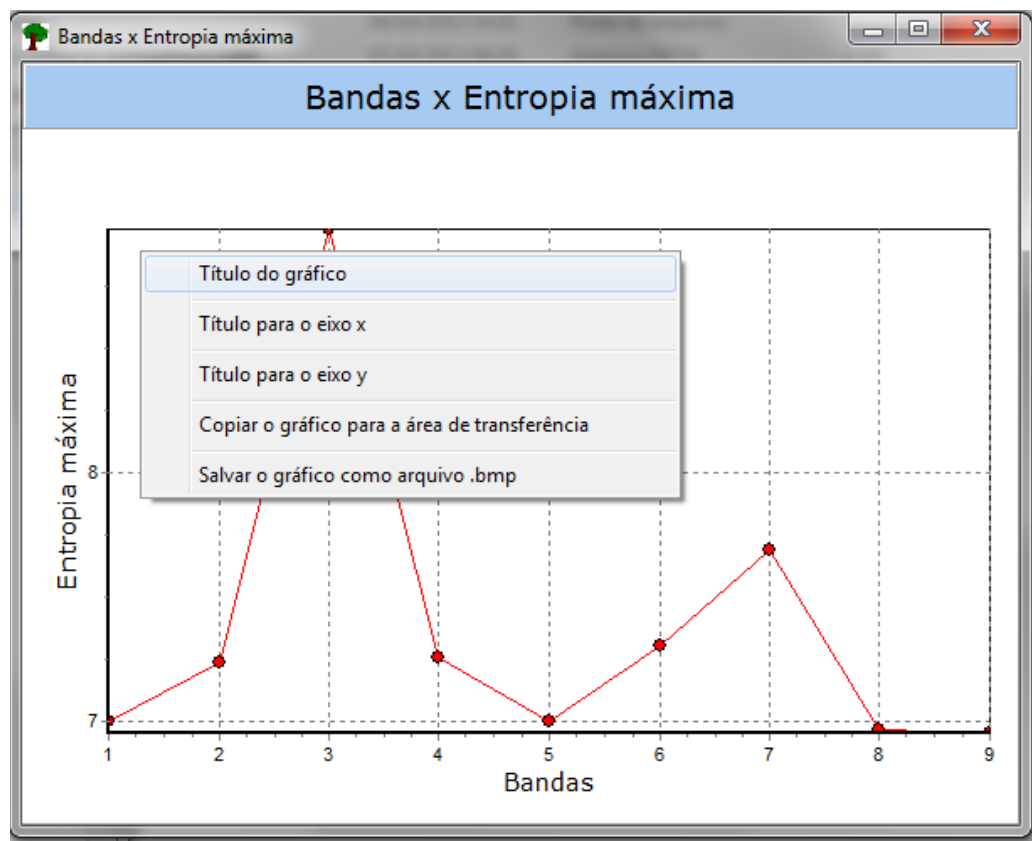 Bandas x Entropia máxima
Bandas x Entropia máxima
Título do gráfico
Título para o eixo x
Título para o eixo y
Copiar o gráfico para a área de transferência
Salvar o gráfico como arquivo .bmp
Entropia máxima
8
7
1 2 3 4 5 6 7 8 9
Bandas